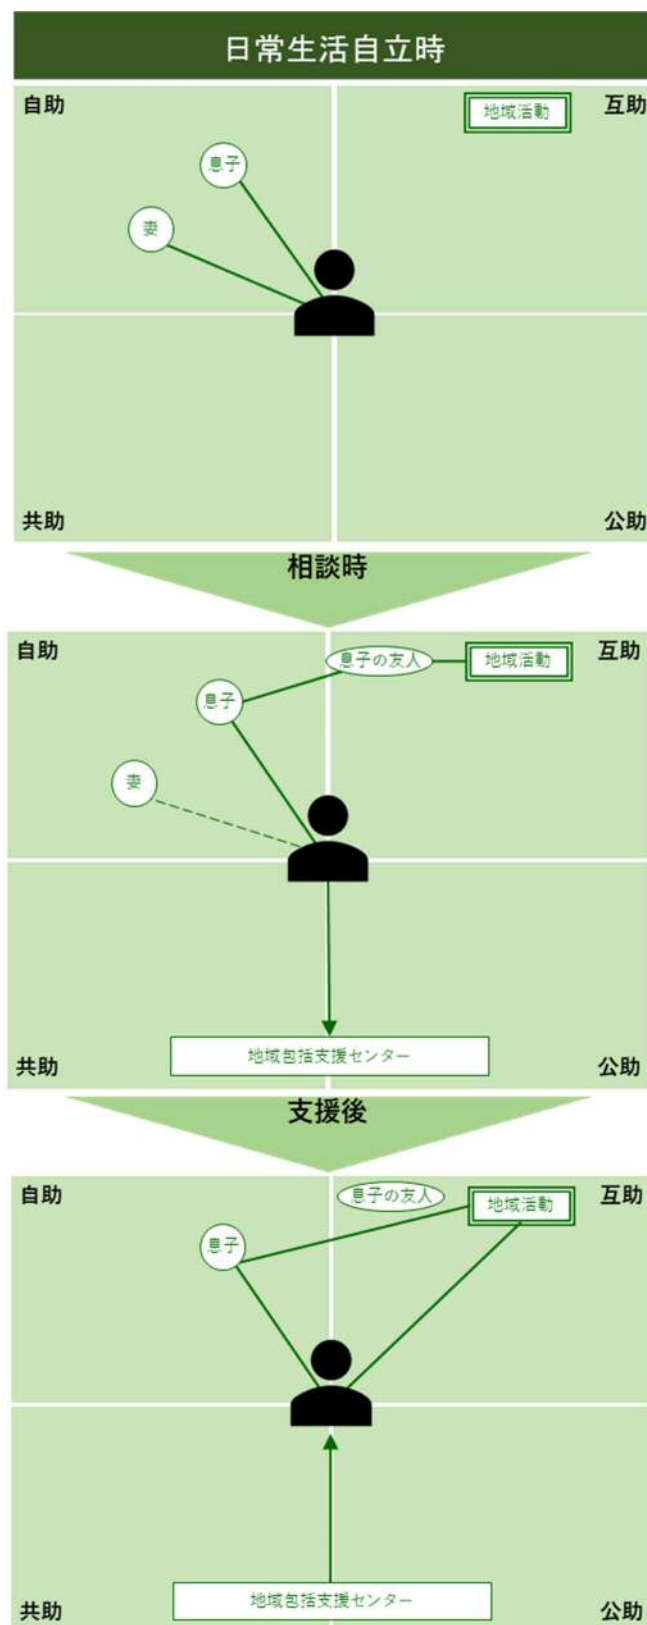 日常生活自立時
自助
地域活動
互助
息子
妻
共助
公助
相談時
自助
息子の友人
地域活動
互助
息子
妻
地域包括支援センター
共助
公助
支援後
自助
息子の友人
地域活動
互助
息子
地域包括支援センター
共助
公助